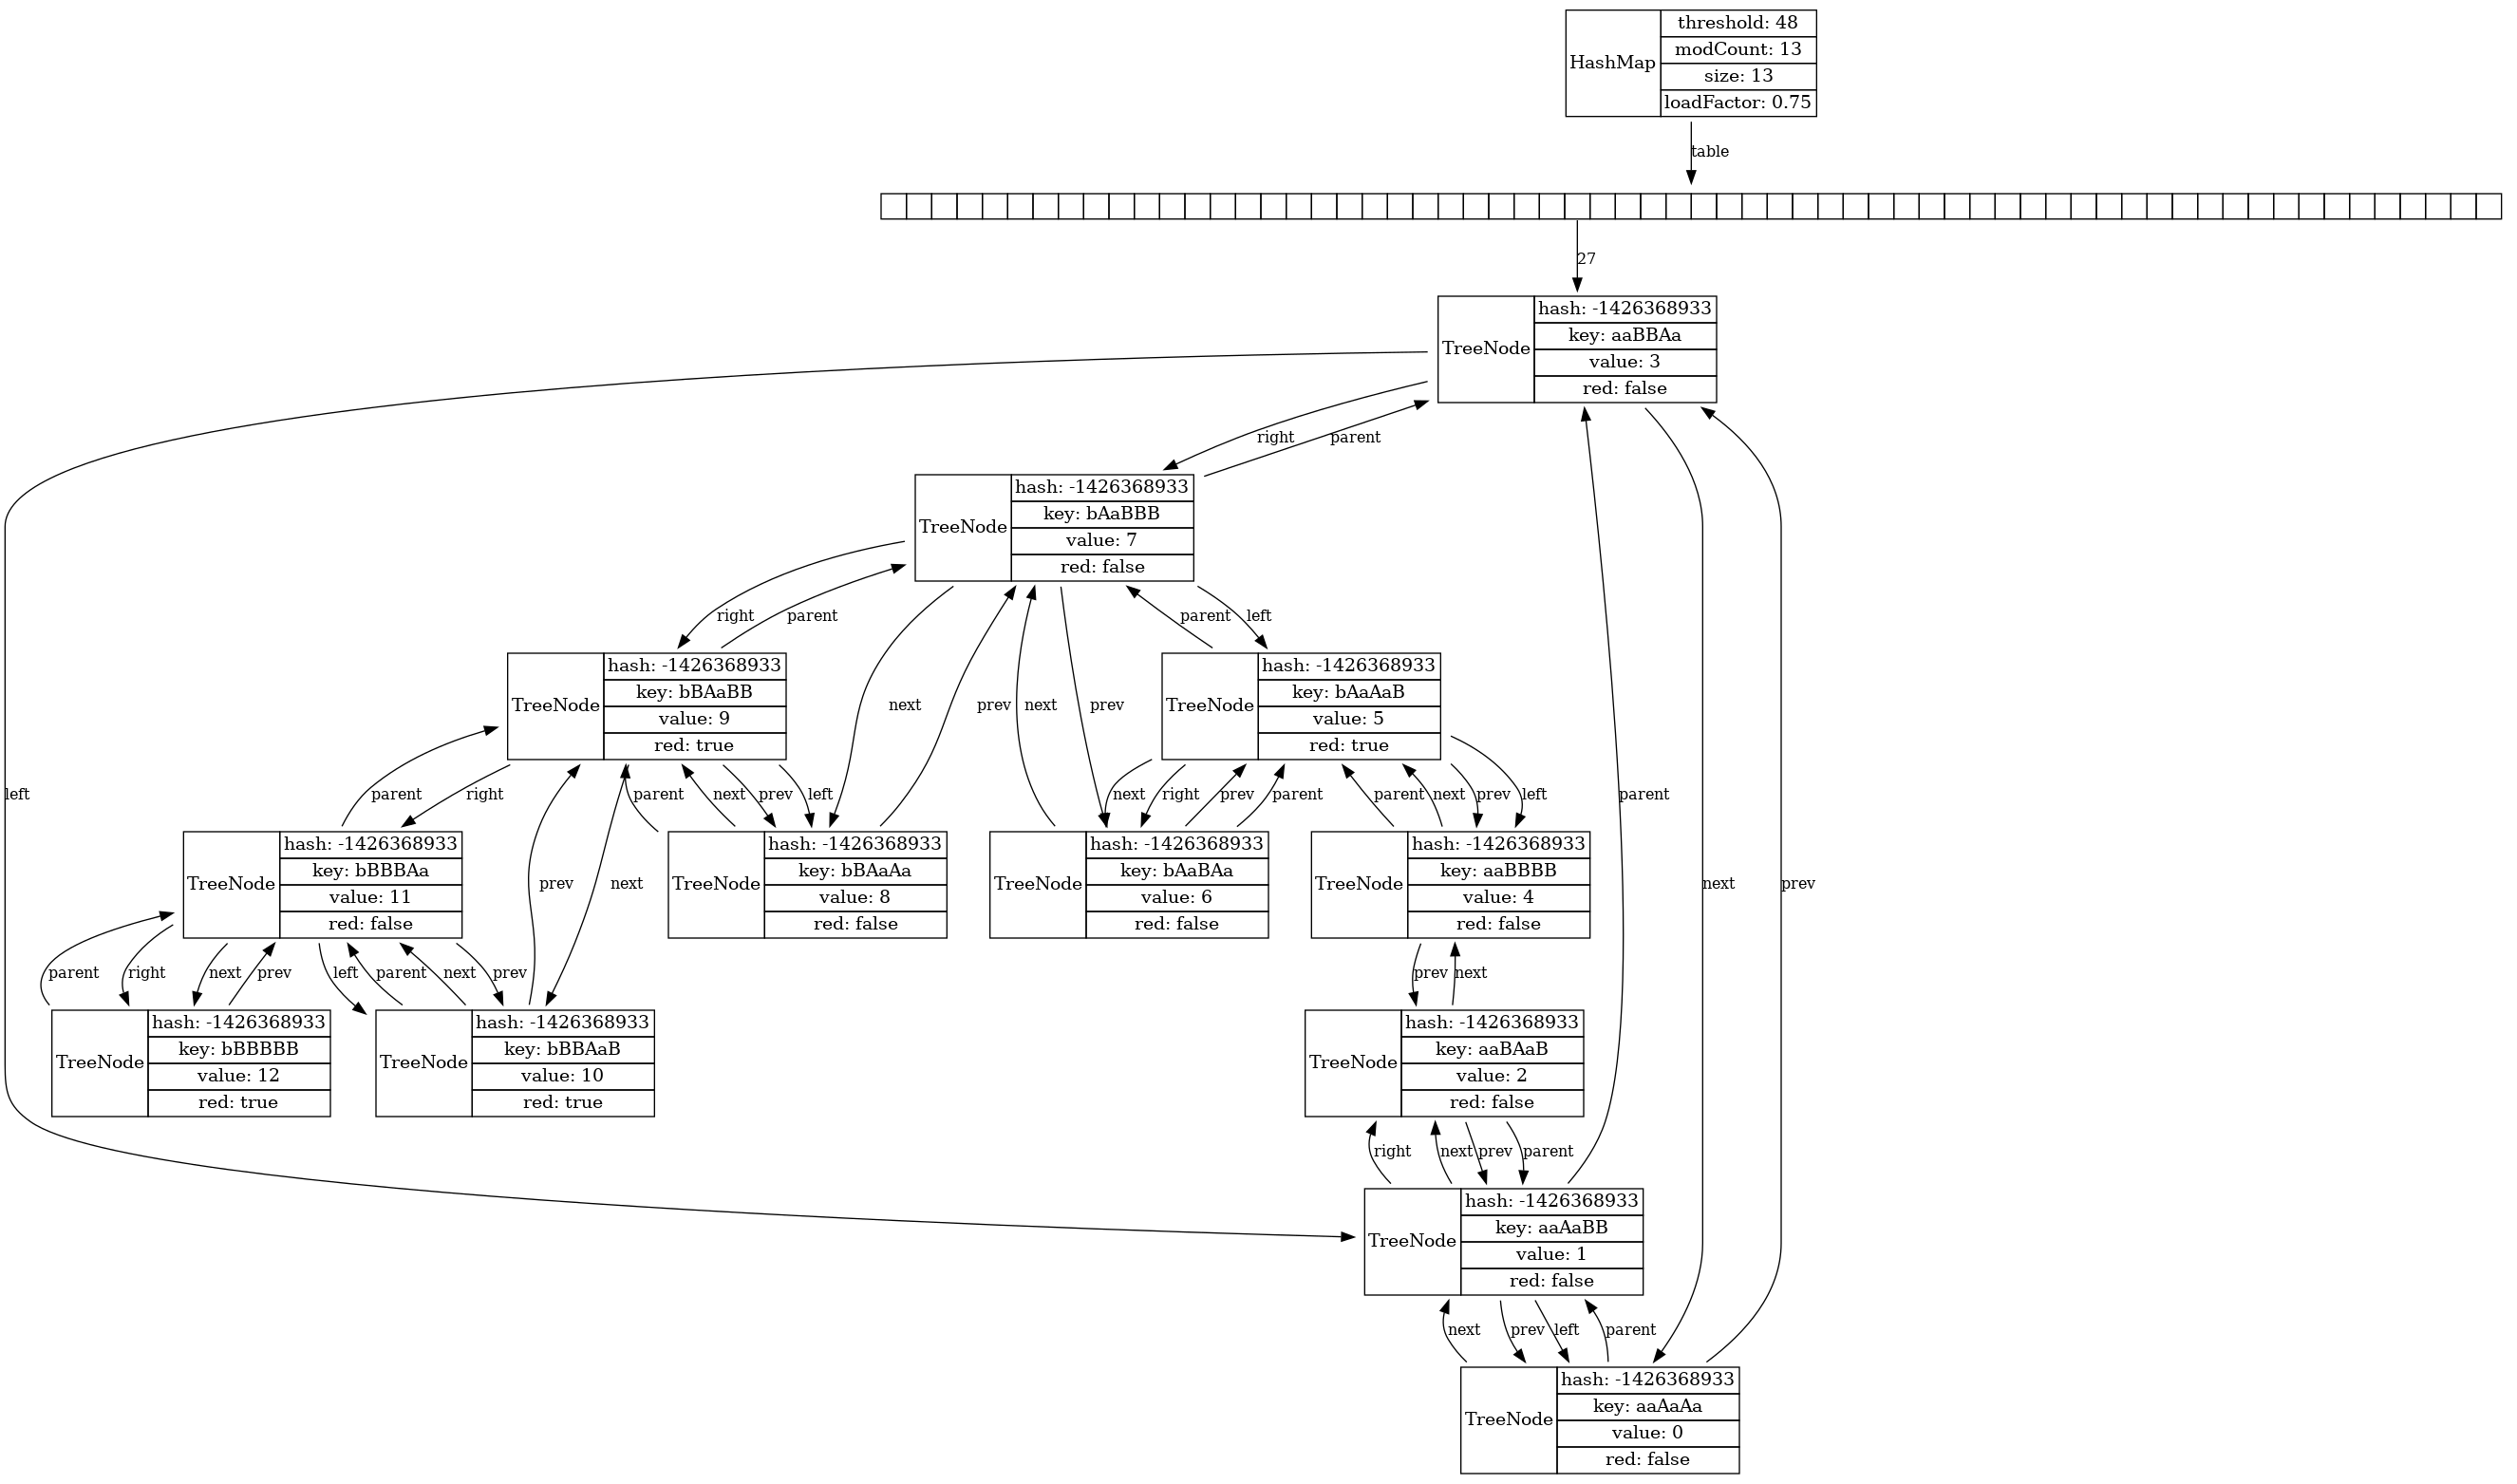 HashMap
threshold: 48
modCount: 13
size: 13
loadFactor: 0.75
table
27
TreeNode
hash: -1426368933
key: aaBBAa
value: 3
red: false
right
parent
TreeNode
hash: -1426368933
key: bAaBBB
value: 7
red: false
right
parent
parent
left
TreeNode
hash: -1426368933
key: bBAaBB
value: 9
red: true
next
prev
next
prev
TreeNode
hash: -1426368933
key: bAaAaB
value: 5
red: true
left
parent
right
parent
next
prev
left
next
right
prev
parent
parent
next
prev
left
parent
TreeNode
hash: -1426368933
key: bBBBAa
value: 11
red: false
prev
next
TreeNode
hash: -1426368933
key: bBAaAa
value: 8
red: false
TreeNode
hash: -1426368933
key: bAaBAa
value: 6
red: false
TreeNode
hash: -1426368933
key: aaBBBB
value: 4
red: false
next
prev
parent
right
next
prev
left
parent
next
prev
prev
next
TreeNode
hash: -1426368933
key: bBBBBB
value: 12
red: true
TreeNode
hash: -1426368933
key: bBBAaB
value: 10
red: true
TreeNode
hash: -1426368933
key: aaBAaB
value: 2
red: false
right
next
prev
parent
TreeNode
hash: -1426368933
key: aaAaBB
value: 1
red: false
next
prev
left
parent
TreeNode
hash: -1426368933
key: aaAaAa
value: 0
red: false